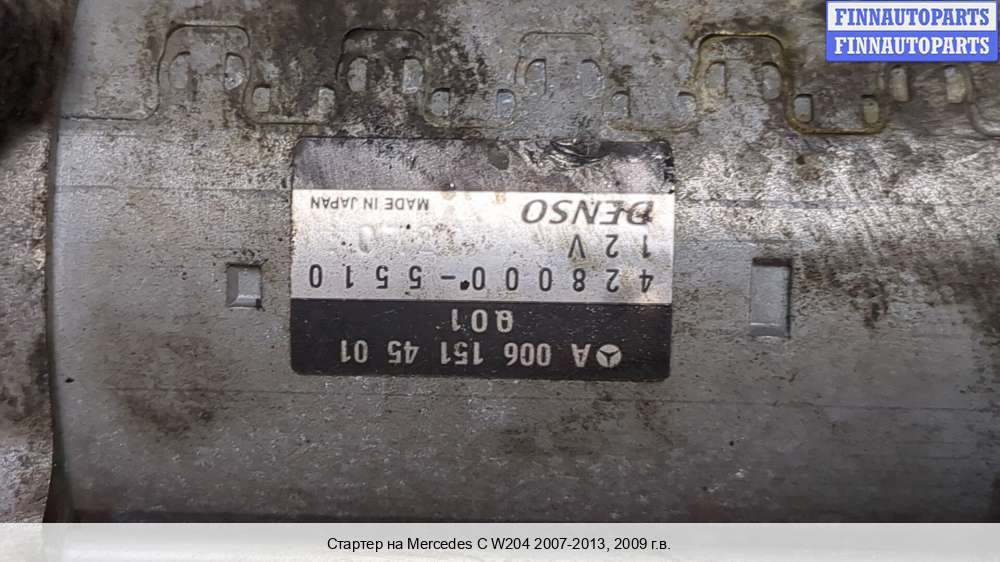 FINNAUTOPARTS
FINNAUTOPARTS
A 006 151 45 01
Q01
428000-5510
12V
DENSO MADE IN JAPAN
Стартер на Mercedes C W204 2007-2013, 2009 г.в.